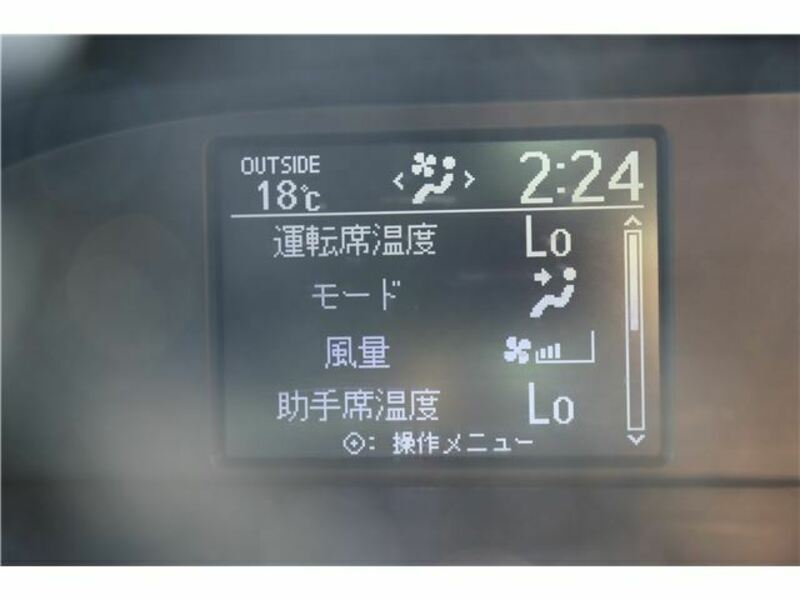 OUTSIDE 2:24
18℃
運転席温度 Lo
モード
風量
助手席温度 Lo
: 操作メニュー